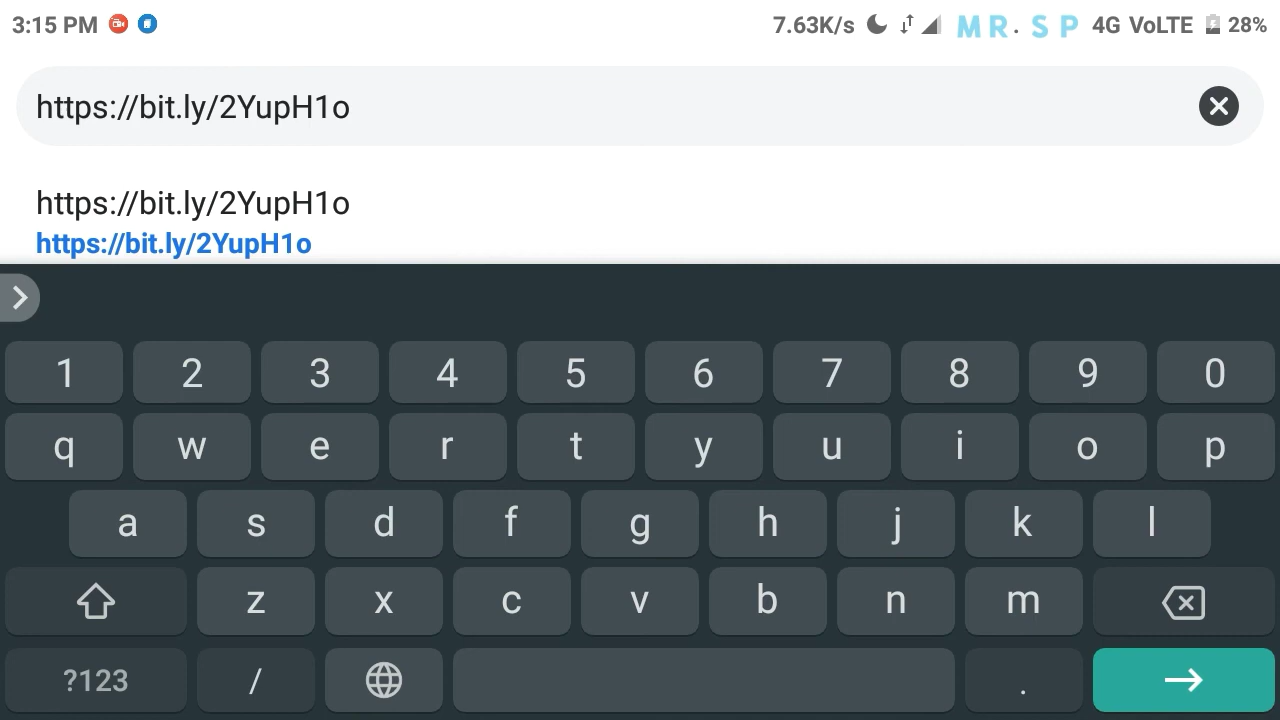 3:15 PM 7.63K/s MR. SP 4G VoLTE 28%
https://bit.ly/2YupH1o
https://bit.ly/2YupH1o
https://bit.ly/2YupH1o
1 2 3 4 5 6 7 8 9 0
q w e r t y u i o p
a s d f g h j k l
z x c v b n m
?123 / .